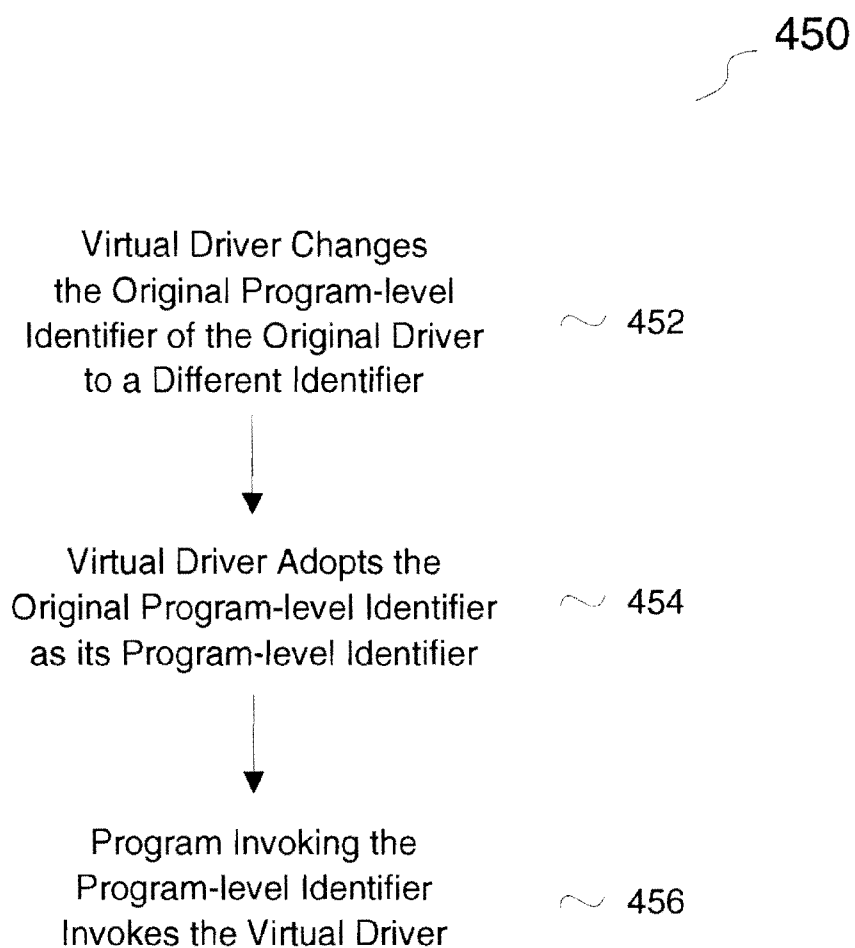 450
Virtual Driver Changes
the Original Program-level
Identifier of the Original Driver
to a Different Identifier
452
Virtual Driver Adopts the
Original Program-level Identifier
as its Program-level Identifier
454
Program Invoking the
Program-level Identifier
Invokes the Virtual Driver
456